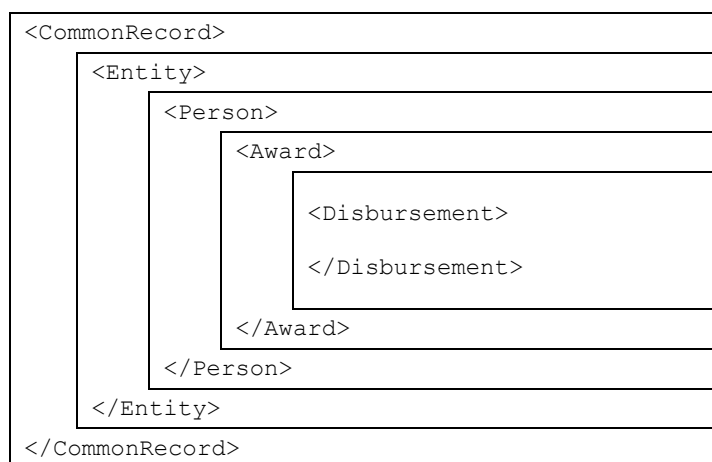 <CommonRecord>
<Entity>
<Person>
<Award>
<Disbursement>
</Disbursement>
</Award>
</Person>
</Entity>
</CommonRecord>